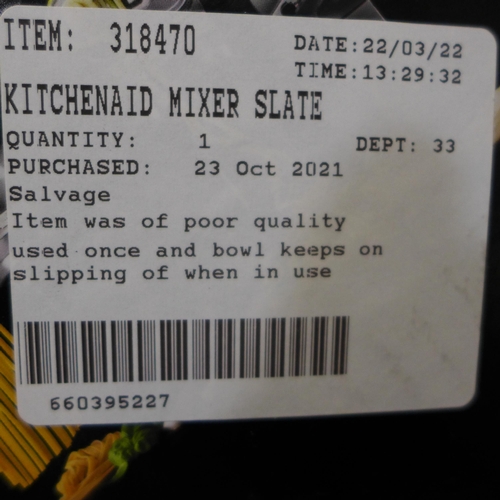 ITEM: 318470
DATE:22/03/22
TIME:13:29:32
KITCHENAID MIXER SLATE
QUANTITY: 1 DEPT: 33
PURCHASED: 23 Oct 2021
Salvage
Item was of poor quality
used once and bowl keeps on
slipping of when in use
660395227